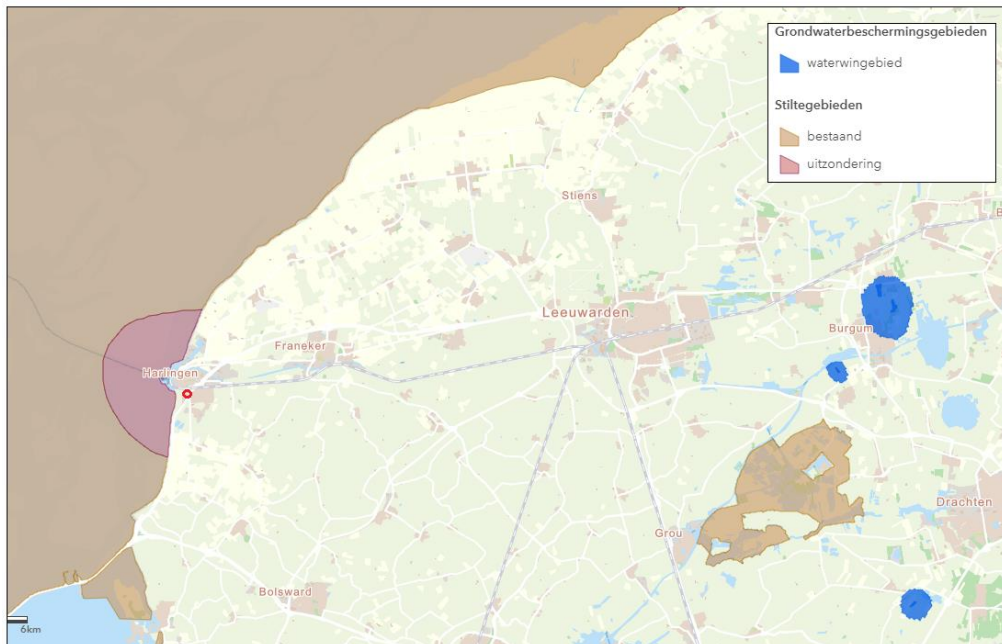 Grondwaterbeschermingsgebieden
waterwingebied
Stiltegebieden
bestaand
uitzondering
Stiens
Leeuwarden
Burgum
Franeker
Harlingen
Drachten
Grou
Bolsward
6km